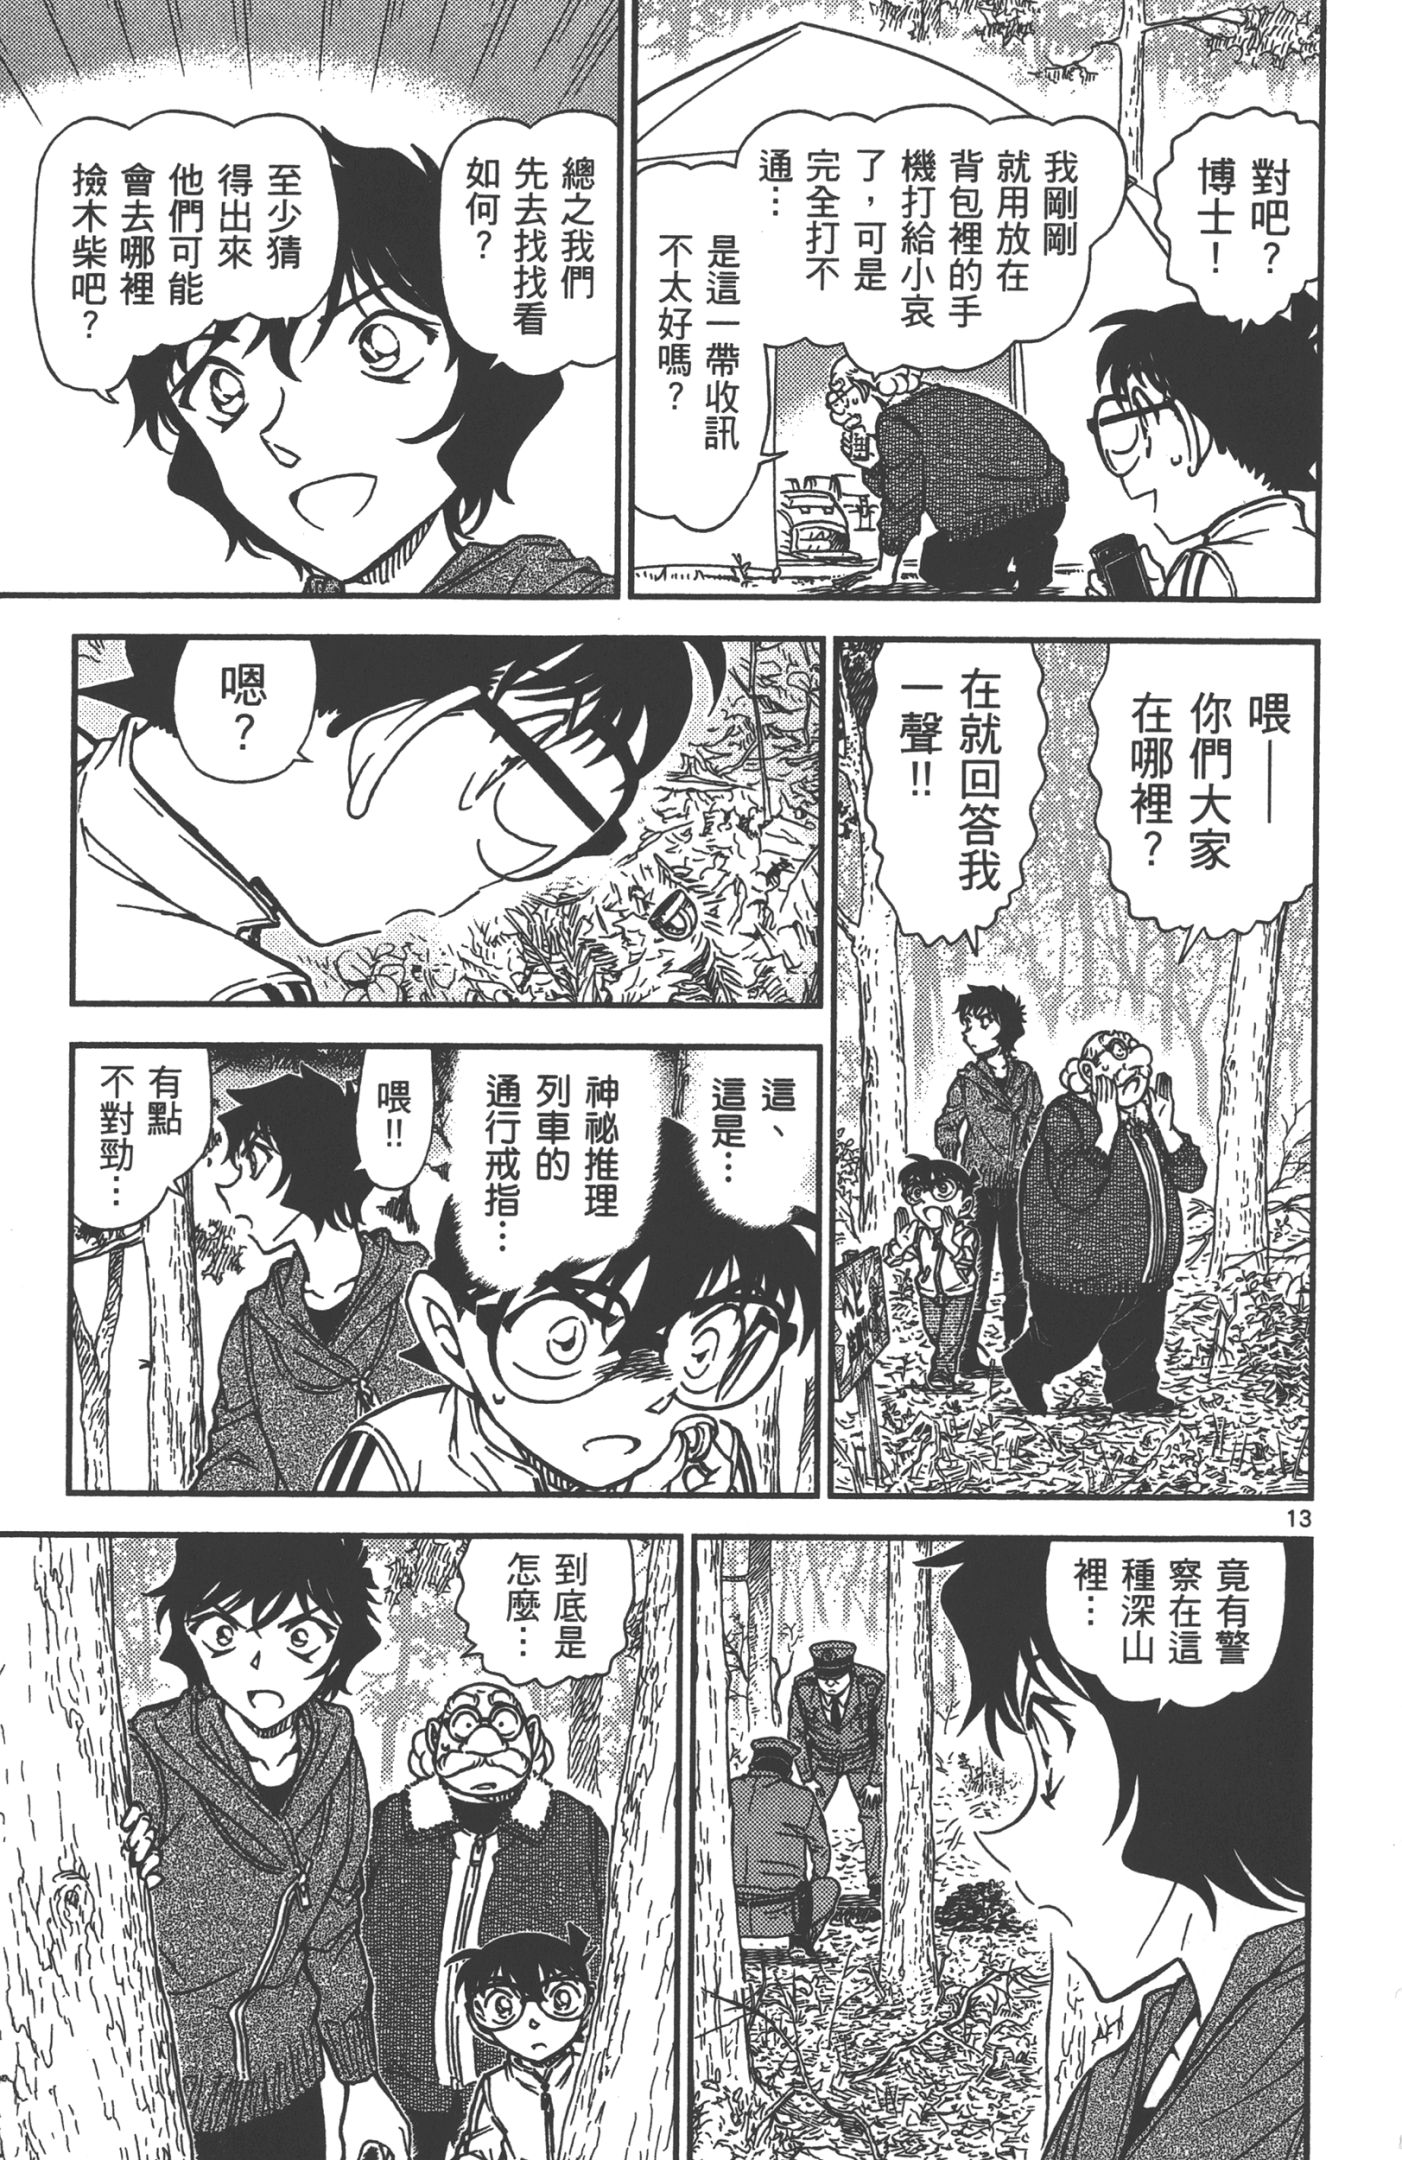 對吧？
博士！
我剛剛
就用放在
背包裡的手
機打給小哀
了，可是
完全打不
通…
是這一帶收訊
不太好嗎？
總之我們
先去找找看
如何？
至少猜
得出來
他們可能
會去哪裡
撿木柴吧？
喂——
你們大家
在哪裡？
在就回答我
一聲!!
嗯？
這、
這是…
神祕推理
列車的
通行戒指…
喂!!
有點
不對勁…
13
竟有警
察在這
種深山
裡…
到底是
怎麼…